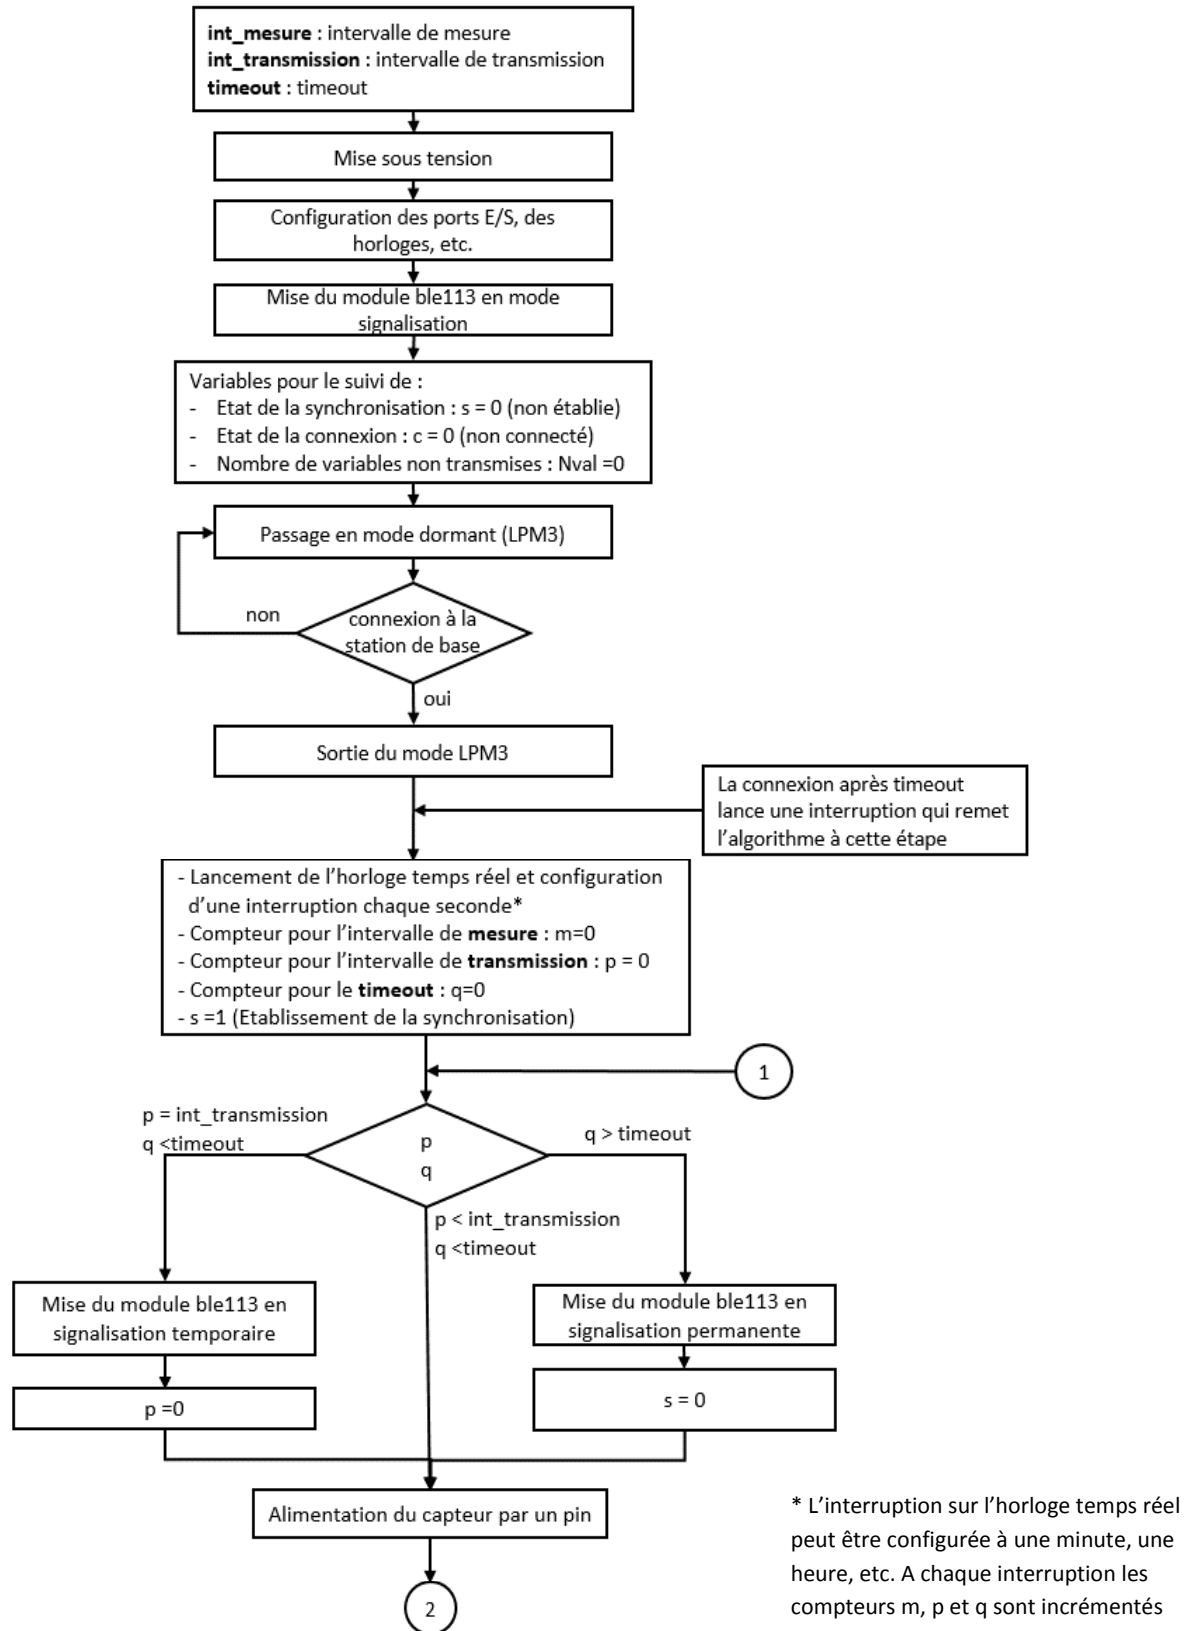 int_mesure : intervalle de mesure
int_transmission : intervalle de transmission
timeout : timeout
Mise sous tension
Configuration des ports E/S, des
horloges, etc.
Mise du module ble113 en mode
signalisation
Variables pour le suivi de :
- Etat de la synchronisation : s = 0 (non établie)
- Etat de la connexion : c = 0 (non connecté)
- Nombre de variables non transmises : Nval =0
Passage en mode dormant (LPM3)
non
connexion à la
station de base
oui
Sortie du mode LPM3
La connexion après timeout
lance une interruption qui remet
l'algorithme à cette étape
- Lancement de l'horloge temps réel et configuration
d'une interruption chaque seconde*
- Compteur pour l'intervalle de mesure : m=0
- Compteur pour l'intervalle de transmission : p = 0
- Compteur pour le timeout : q=0
- s =1 (Etablissement de la synchronisation)
1
p = int_transmission
q <timeout
p
q
q > timeout
p < int_transmission
q <timeout
Mise du module ble113 en
signalisation temporaire
Mise du module ble113 en
signalisation permanente
p =0
s = 0
Alimentation du capteur par un pin
2
* L'interruption sur l'horloge temps réel
peut être configurée à une minute, une
heure, etc. A chaque interruption les
compteurs m, p et q sont incrémentés